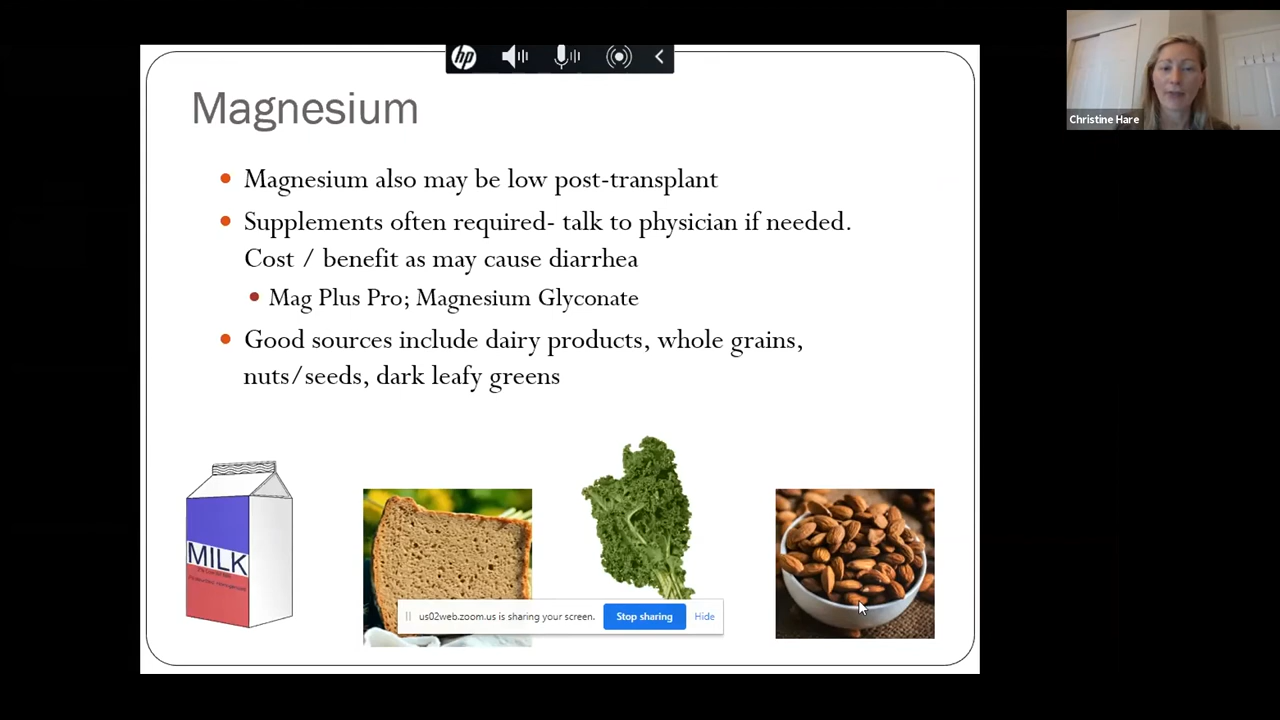 hp
Christine Hare
Magnesium
Magnesium also may be low post-transplant
Supplements often required- talk to physician if needed.
Cost / benefit as may cause diarrhea
Mag Plus Pro; Magnesium Glyconate
Good sources include dairy products, whole grains,
nuts/seeds, dark leafy greens
MILK
us02web.zoom.us is sharing your screen.
Stop sharing
Hide